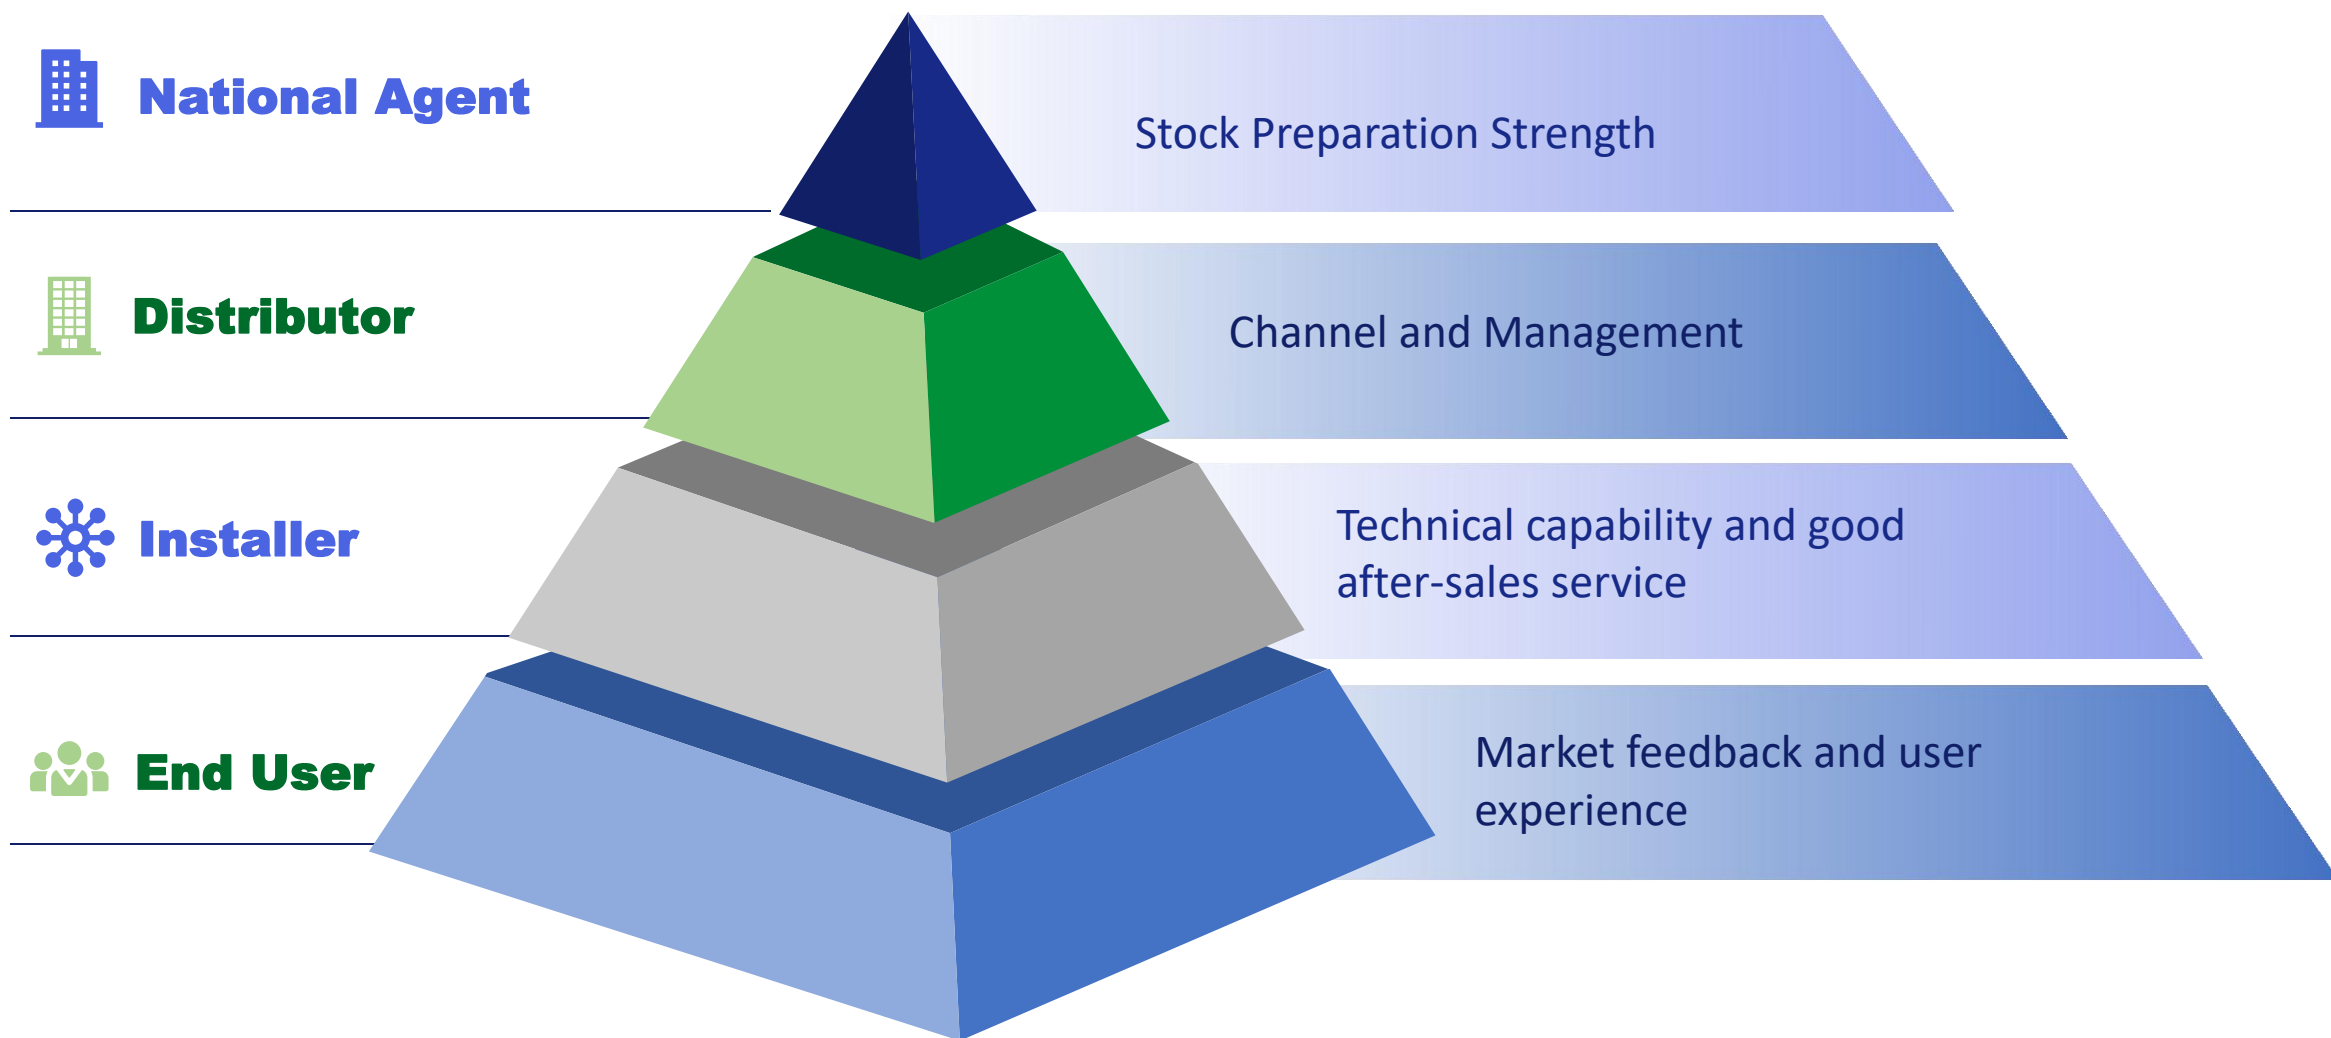 National Agent
Stock Preparation Strength
Distributor
Channel and Management
Installer
Technical capability and good
after-sales service
End User
Market feedback and user
experience